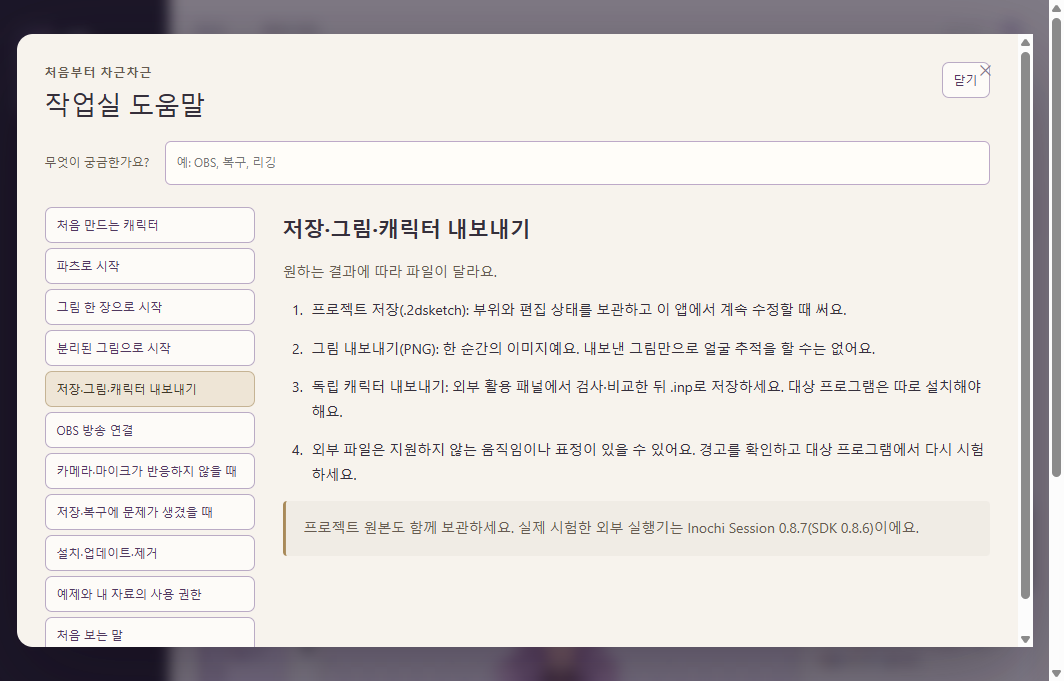 처음부터 차근차근
작업실 도움말
닫기
무엇이 궁금한가요?
예: OBS, 복구, 리깅
처음 만드는 캐릭터
파츠로 시작
그림 한 장으로 시작
분리된 그림으로 시작
저장·그림·캐릭터 내보내기
OBS 방송 연결
카메라·마이크가 반응하지 않을 때
저장·복구에 문제가 생겼을 때
설치·업데이트·제거
예제와 내 자료의 사용 권한
처음 보는 말
저장·그림·캐릭터 내보내기
원하는 결과에 따라 파일이 달라요.
1. 프로젝트 저장(.2dsketch): 부위와 편집 상태를 보관하고 이 앱에서 계속 수정할 때 써요.
2. 그림 내보내기(PNG): 한 순간의 이미지예요. 내보낸 그림만으로 얼굴 추적을 할 수는 없어요.
3. 독립 캐릭터 내보내기: 외부 활용 패널에서 검사·비교한 뒤 .inp로 저장하세요. 대상 프로그램은 따로 설치해야
해요.
4. 외부 파일은 지원하지 않는 움직임이나 표정이 있을 수 있어요. 경고를 확인하고 대상 프로그램에서 다시 시험
하세요.
프로젝트 원본도 함께 보관하세요. 실제 시험한 외부 실행기는 Inochi Session 0.8.7(SDK 0.8.6)이에요.